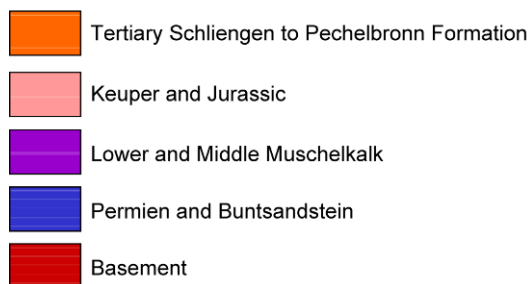 Tertiary Schliengen to Pechelbronn Formation
Keuper and Jurassic
Lower and Middle Muschelkalk
Permien and Buntsandstein
Basement